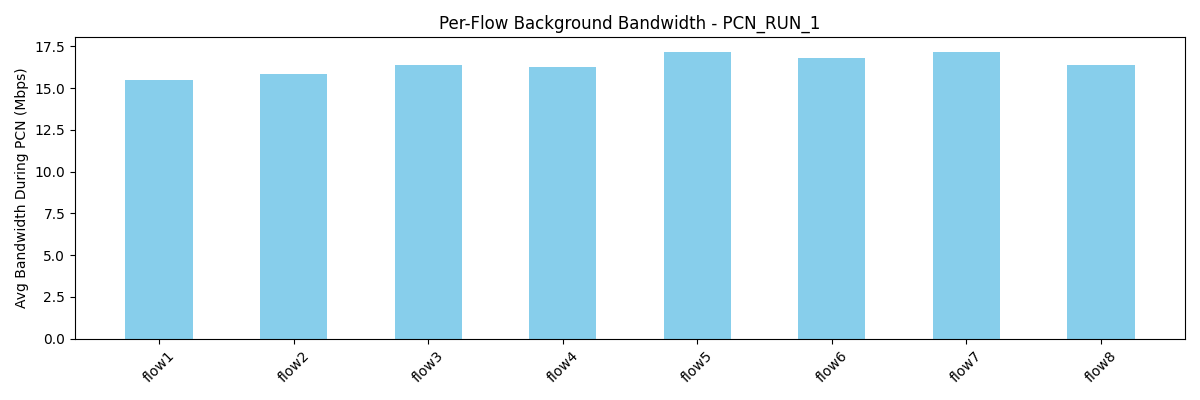 Per-Flow Background Bandwidth - PCN_RUN_1
Avg Bandwidth During PCN (Mbps)
17.5
15.0
12.5
10.0
7.5
5.0
2.5
0.0
flow1
flow2
flow3
flow4
flow5
flow6
flow7
flow8